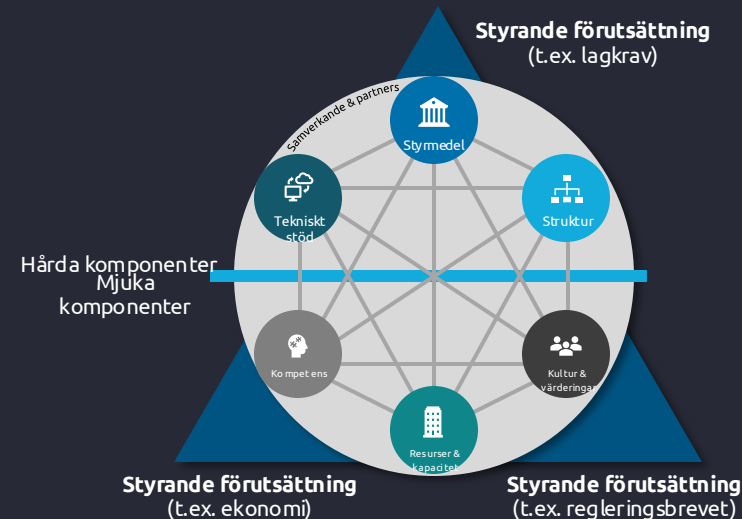 Styrande förutsättning
(t.ex. lagkrav)
Samverkande & partners
Styrmedel
Tekniskt
stöd
Struktur
Hårda komponenter
Mjuka
komponenter
Kompetens
Kultur &
värderingar
Resurser &
kapacitet
Styrande förutsättning
(t.ex. ekonomi)
Styrande förutsättning
(t.ex. regleringsbrevet)